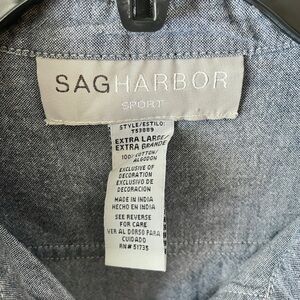 SAGHARBOR
SPORT
STYLE/ESTILO:
TS3009
EXTRA LARGE/
EXTRA GRANDE
100% COTTON/
ALGODON
EXCLUSIVE OF
DECORATION
EXCLUSIVO DE
DECORACION
MADE IN INDIA
HECHO EN INDIA
SEE REVERSE
FOR CARE
VER AL DORSO PARA
CUIDADO
RN# 51735